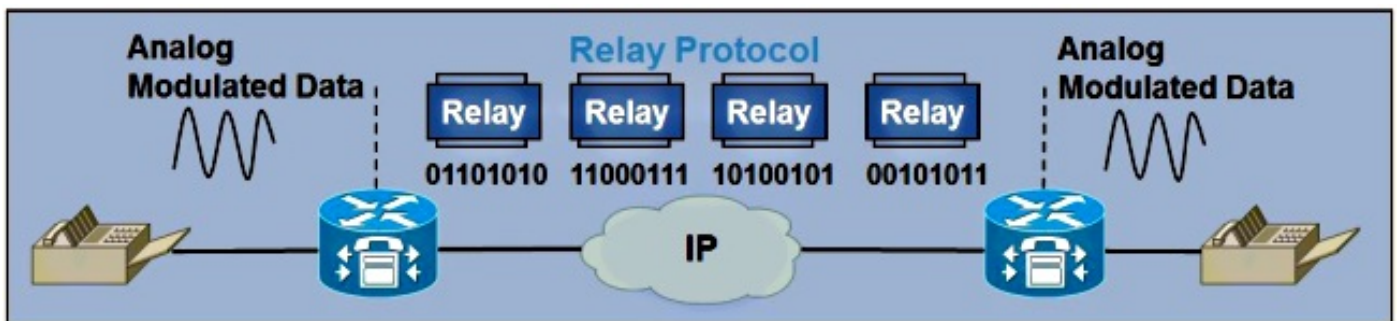 Analog
Modulated Data
Relay Protocol
Analog
Modulated Data
Relay Relay Relay Relay
01101010 11000111 10100101 00101011
IP